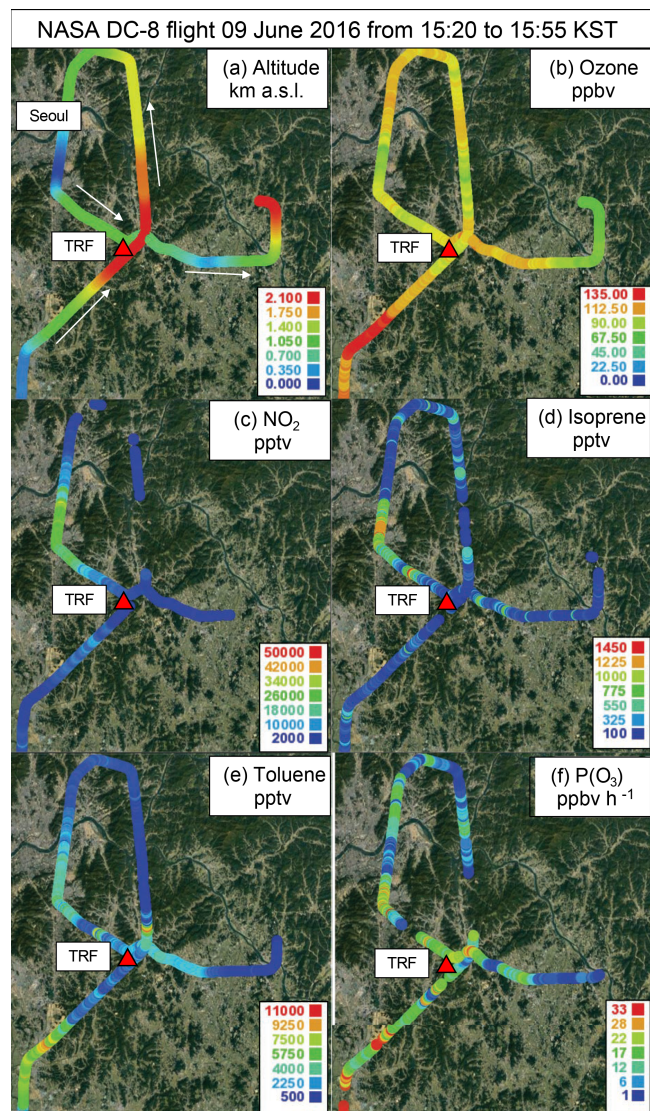 NASA DC-8 flight 09 June 2016 from 15:20 to 15:55 KST
(a) Altitude
km a.s.l.
Seoul
TRF
2.100
1.750
1.400
1.050
0.700
0.350
0.000
(b) Ozone
ppbv
TRF
135.00
112.50
90.00
67.50
45.00
22.50
0.00
(c) NO₂
pptv
TRF
50000
42000
34000
26000
18000
10000
2000
(d) Isoprene
pptv
TRF
1450
1225
1000
775
550
325
100
(e) Toluene
pptv
TRF
11000
9250
7500
5750
4000
2250
500
(f) P(O₃)
ppbv h⁻¹
TRF
33
28
22
17
12
6
1